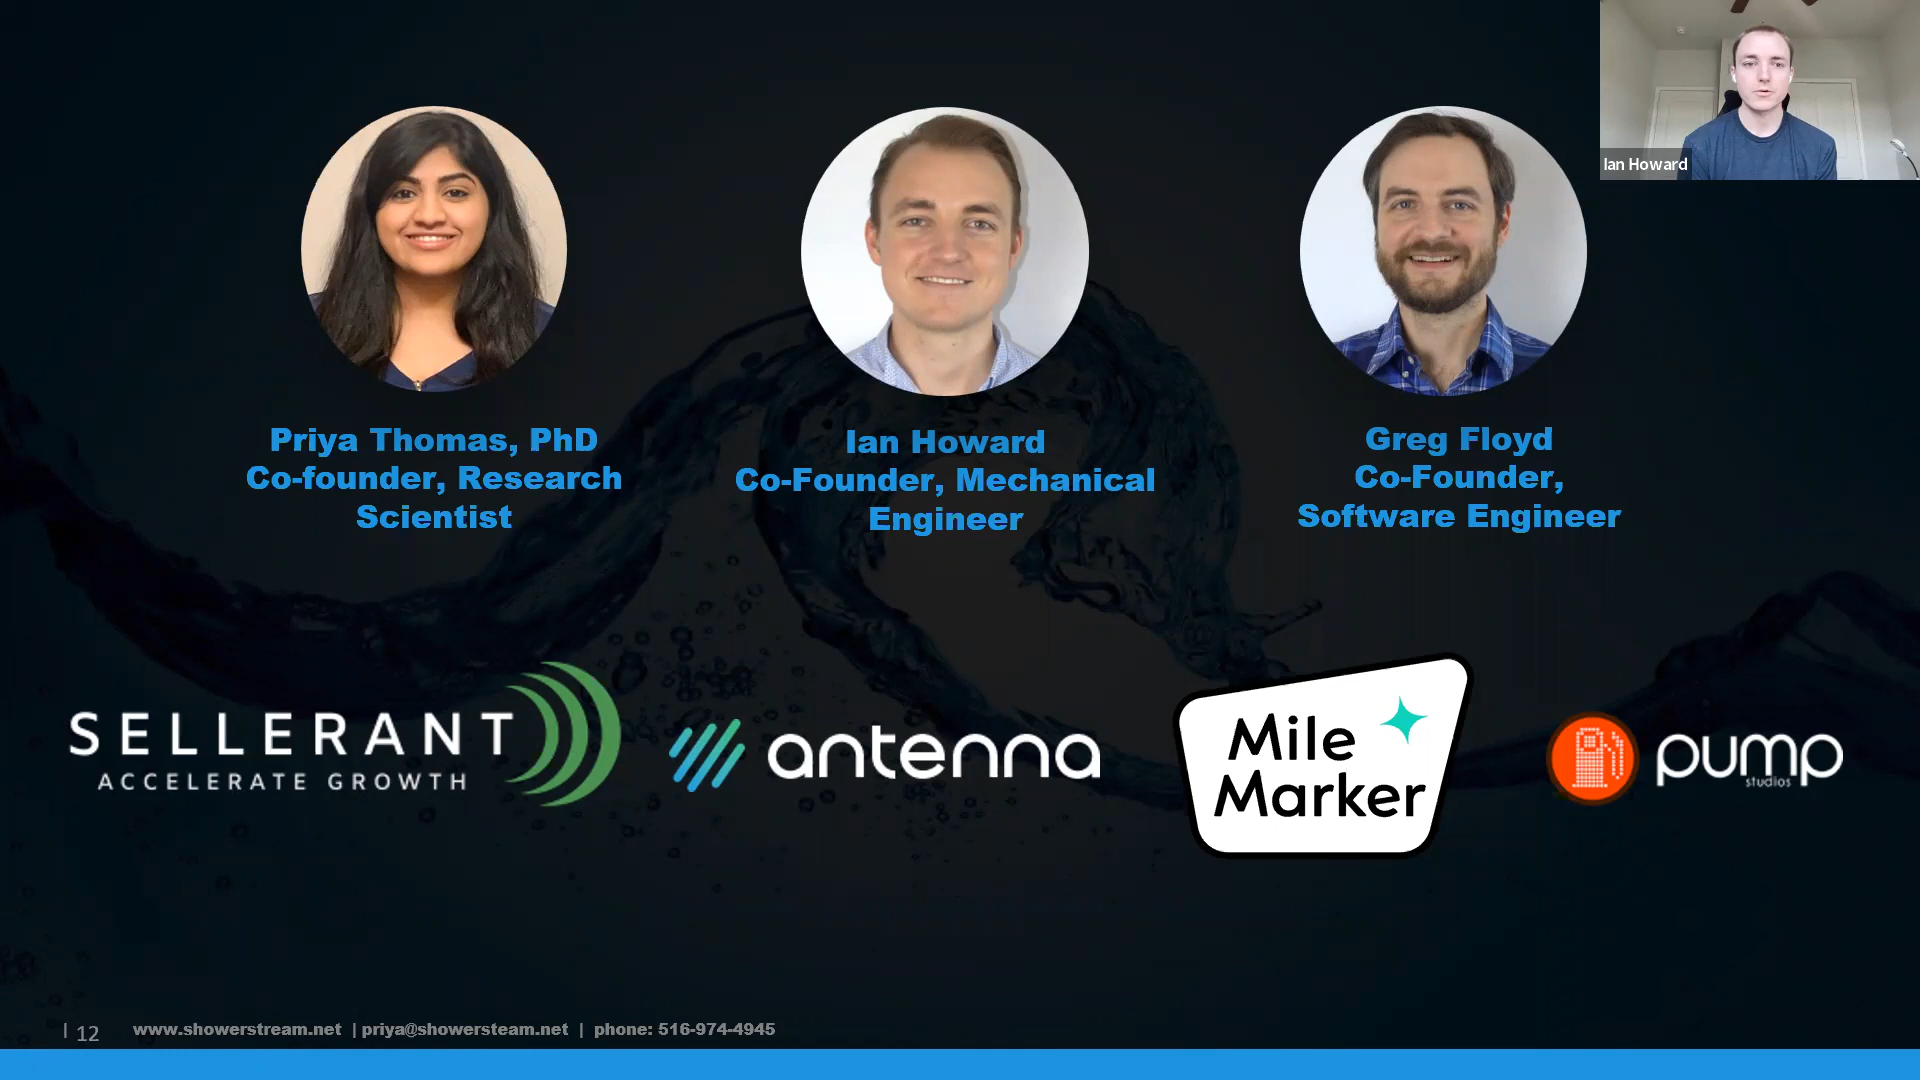 Ian Howard
Priya Thomas, PhD
Co-founder, Research
Scientist
Ian Howard
Co-Founder, Mechanical
Engineer
Greg Floyd
Co-Founder,
Software Engineer
SELLERANT
ACCELERATE GROWTH
antenna
Mile
Marker
pump
studios
| 12 www.showerstream.net | priya@showersteam.net | phone: 516-974-4945